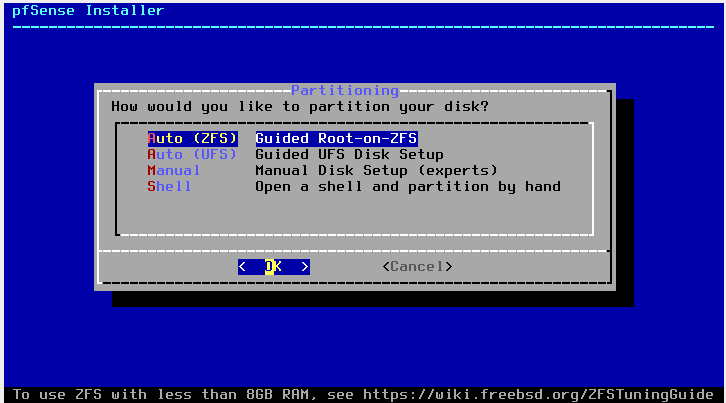 pfSense Installer
Partitioning
How would you like to partition your disk?
Auto (ZFS) Guided Root-on-ZFS
Auto (UFS) Guided UFS Disk Setup
Manual Manual Disk Setup (experts)
Shell Open a shell and partition by hand
< OK > <Cancel>
To use ZFS with less than 8GB RAM, see https://wiki.freebsd.org/ZFSTuningGuide